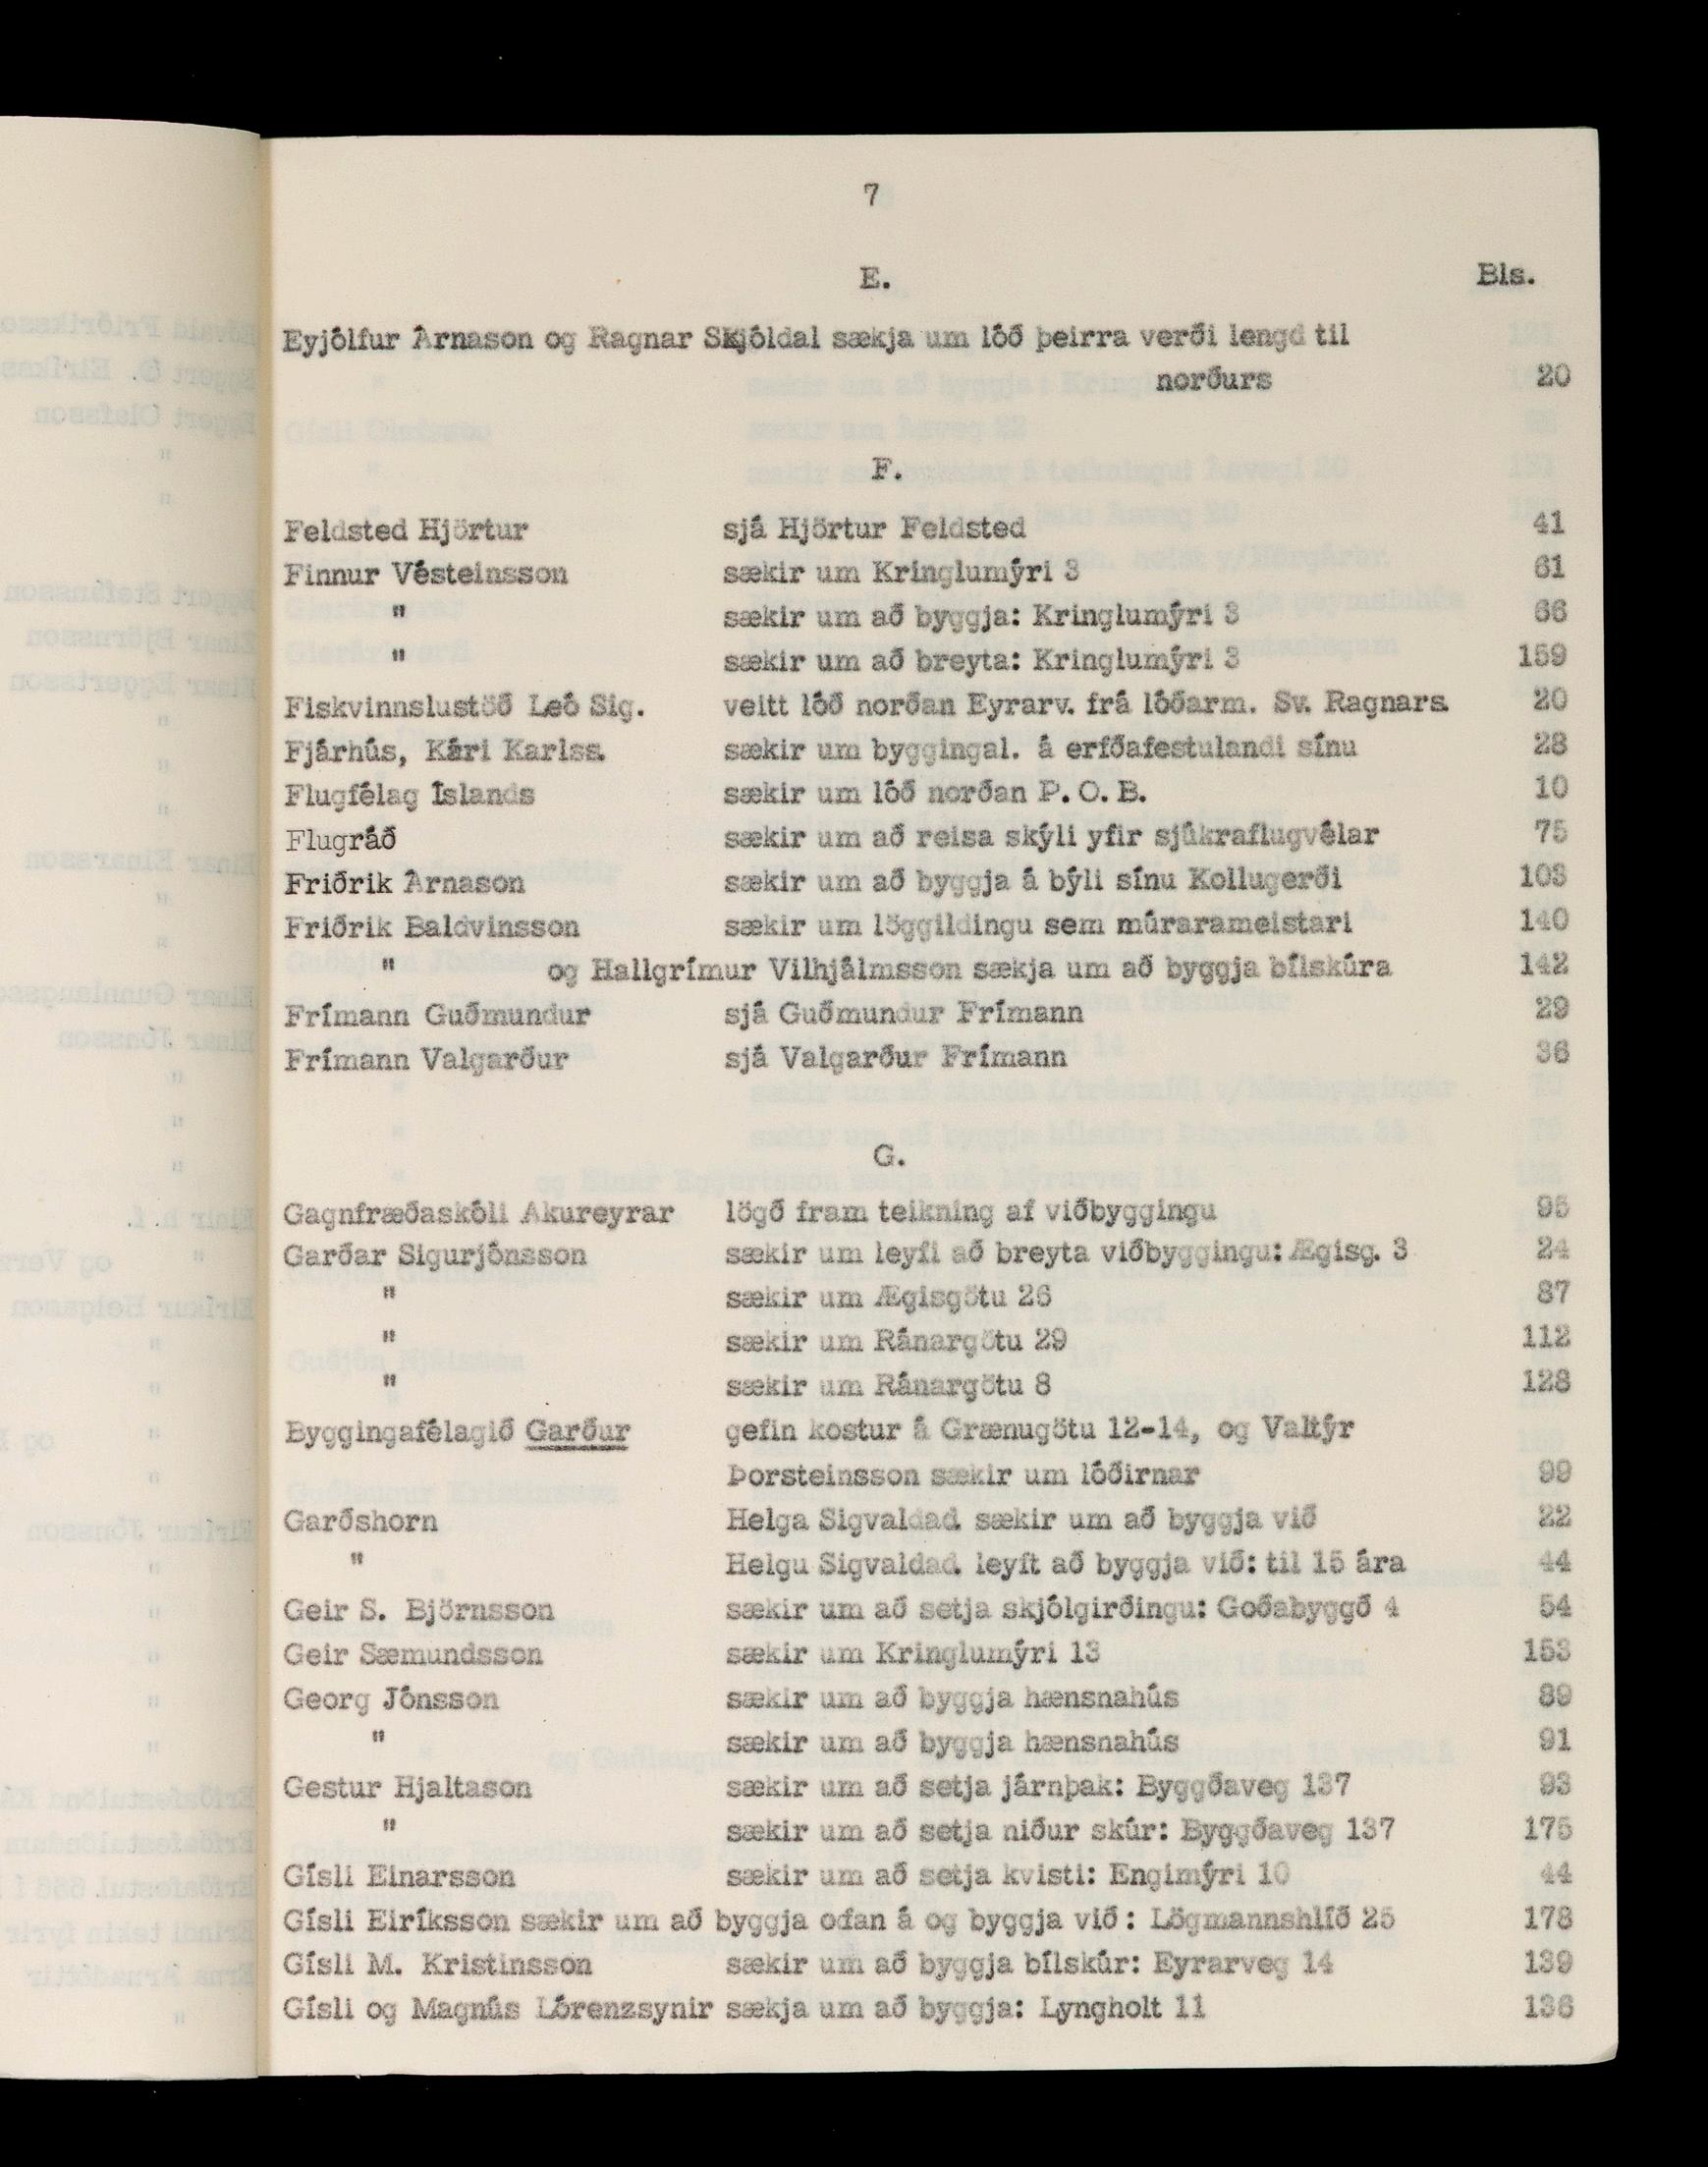 7
E. Bls.
Eyjólfur Árnason og Ragnar Skjóldal sækja um lóð þeirra verði lengd til
norðurs 20
F.
Feldsted Hjörtur sjá Hjörtur Feldsted 41
Finnur Vésteinsson sækir um Kringlumýri 3 61
" sækir um að byggja: Kringlumýri 3 66
" sækir um að breyta: Kringlumýri 3 159
Fiskvinnslustöð Leó Sig. veitt lóð norðan Eyrarv. frá lóðarm. Sv. Ragnars. 20
Fjárhús, Kári Karlss. sækir um byggingal. á erfðafestulandi sínu 28
Flugfélag Íslands sækir um lóð norðan P.O.B. 10
Flugráð sækir um að reisa skýli yfir sjúkraflugvélar 75
Friðrik Árnason sækir um að byggja á býli sínu Kollugerði 103
Friðrik Baldvinsson sækir um löggildingu sem múrarameistari 140
" og Hallgrímur Vilhjálmsson sækja um að byggja bílskúra 142
Frímann Guðmundur sjá Guðmundur Frímann 29
Frímann Valgarður sjá Valgarður Frímann 36
G.
Gagnfræðaskóli Akureyrar lögð fram teikning af viðbyggingu 95
Garðar Sigurjónsson sækir um leyfi að breyta viðbyggingu: Ægisg. 3 24
" sækir um Ægisgötu 26 87
" sækir um Ránargötu 29 112
" sækir um Ránargötu 8 128
Byggingafélagið Garður gefin kostur á Grænugötu 12-14, og Valtýr
Þorsteinsson sækir um lóðirnar 99
Garðshorn Helga Sigvaldad. sækir um að byggja við 22
" Helgu Sigvaldad. leyft að byggja við: til 15 ára 44
Geir S. Björnsson sækir um að setja skjólgirðingu: Goðabyggð 4 54
Geir Sæmundsson sækir um Kringlumýri 13 153
Georg Jónsson sækir um að byggja hænsnahús 89
" sækir um að byggja hænsnahús 91
Gestur Hjaltason sækir um að setja járnþak: Byggðaveg 137 93
" sækir um að setja niður skúr: Byggðaveg 137 175
Gísli Einarsson sækir um að setja kvisti: Engimýri 10 44
Gísli Eiríksson sækir um að byggja ofan á og byggja við: Lögmannshlíð 25 178
Gísli M. Kristinsson sækir um að byggja bílskúr: Eyrarveg 14 139
Gísli og Magnús Lórenzsynir sækja um að byggja: Lyngholt 11 136